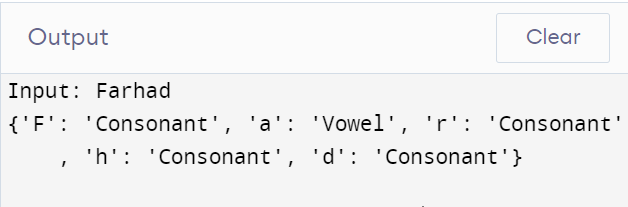 Output
Clear
Input: Farhad
{'F': 'Consonant', 'a': 'Vowel', 'r': 'Consonant'
, 'h': 'Consonant', 'd': 'Consonant'}